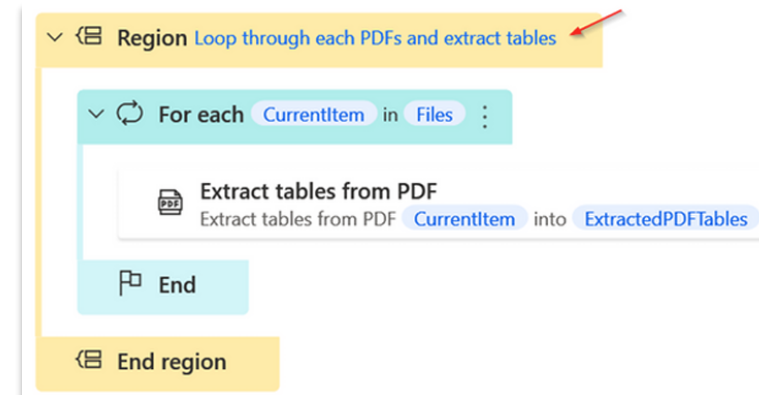 Region Loop through each PDFs and extract tables
For each CurrentItem in Files
PDF
Extract tables from PDF
Extract tables from PDF CurrentItem into ExtractedPDFTables
End
End region